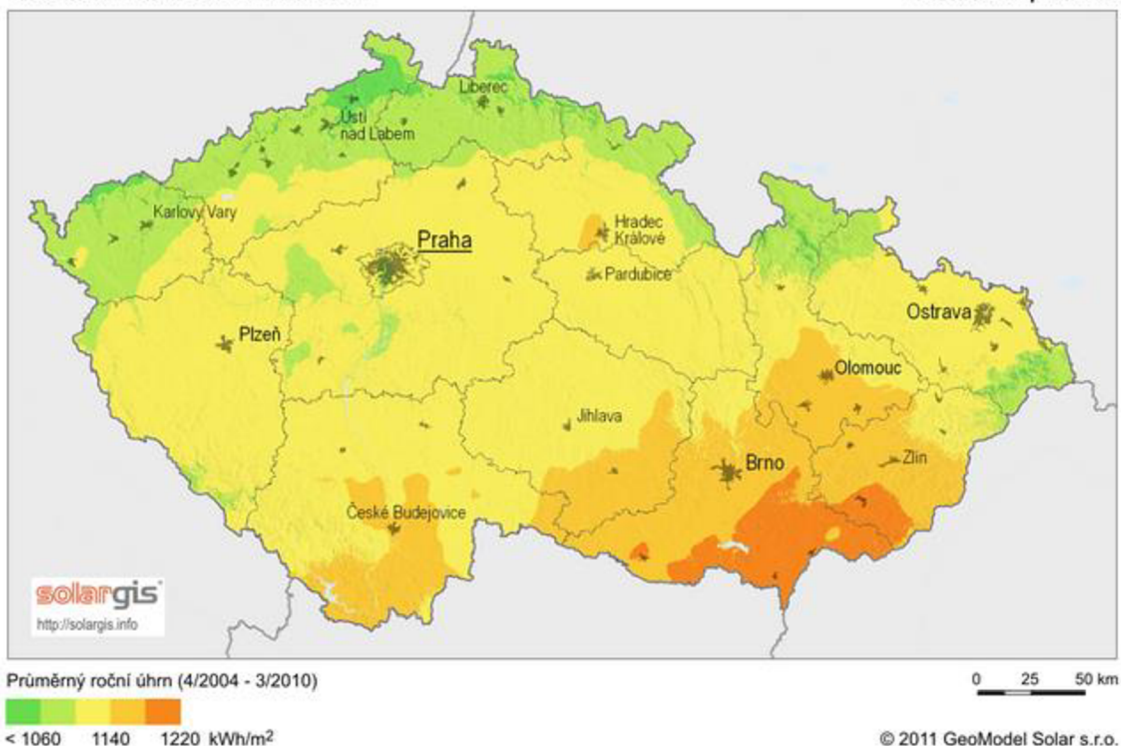 Liberec
Ústí
nad Labem
Karlovy Vary
Hradec
Králové
Praha
Pardubice
Ostrava
Plzeň
Olomouc
Jihlava
Brno
Zlín
České Budejovice
solargis
http://solargis.info
Průměrný roční úhrn (4/2004 - 3/2010)
0 25 50 km
< 1060 1140 1220 kWh/m²
© 2011 GeoModel Solar s.r.o.